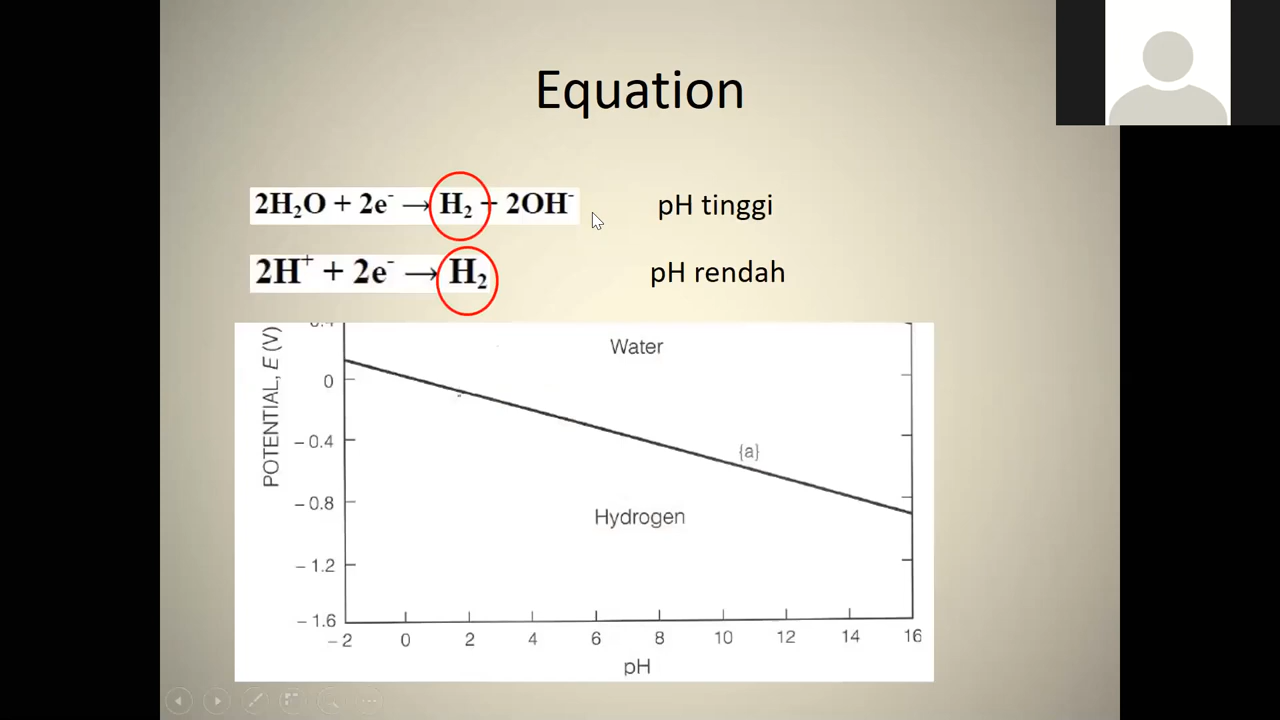 Equation
2H₂O + 2e⁻ → H₂ + 2OH⁻ pH tinggi
2H⁺ + 2e⁻ → H₂ pH rendah
POTENTIAL, E (V)
Water
0
{a}
– 0.4
– 0.8
Hydrogen
– 1.2
– 1.6
– 2 0 2 4 6 8 10 12 14 16
pH